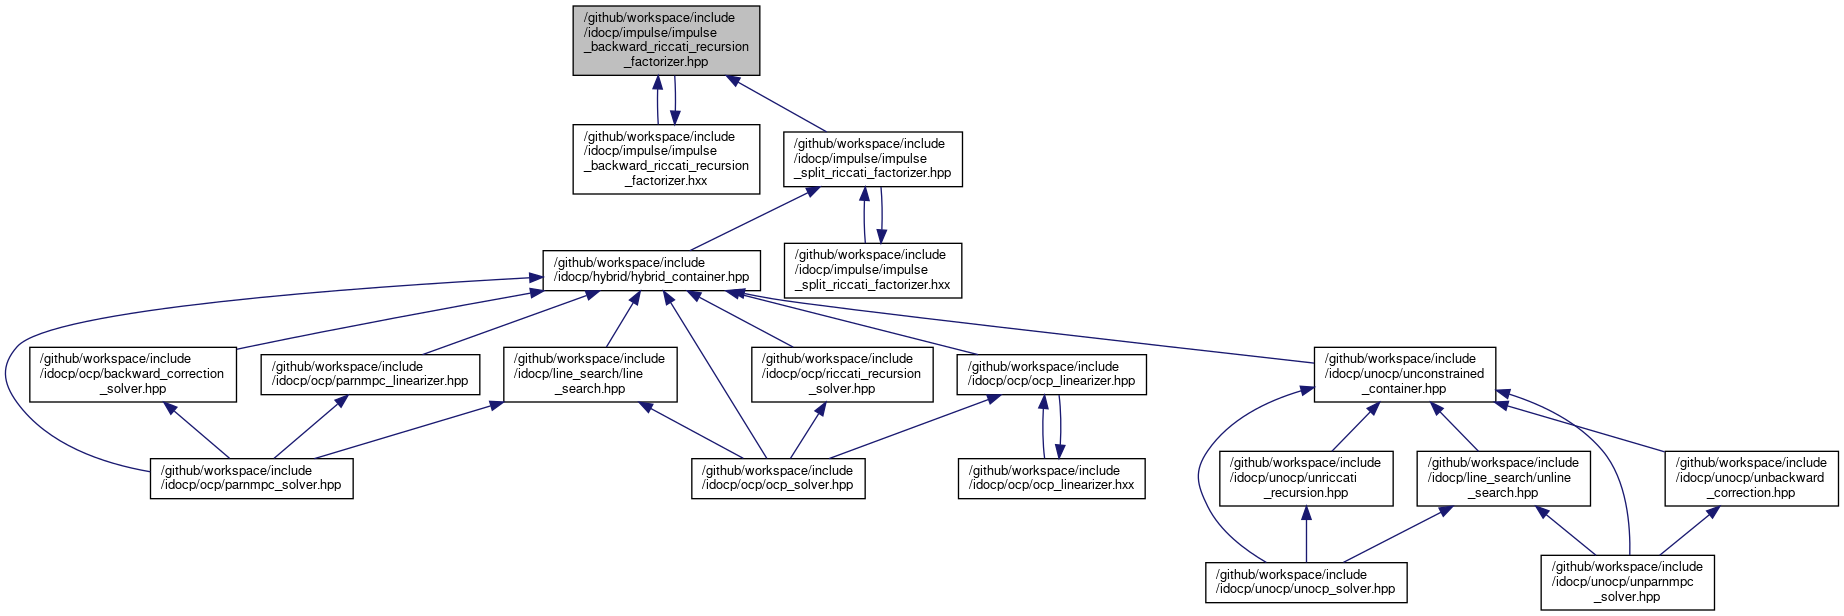 /github/workspace/include
/idocp/impulse/impulse
_backward_riccati_recursion
_factorizer.hpp
/github/workspace/include
/idocp/impulse/impulse
_backward_riccati_recursion
_factorizer.hxx
/github/workspace/include
/idocp/impulse/impulse
_split_riccati_factorizer.hpp
/github/workspace/include
/idocp/hybrid/hybrid_container.hpp
/github/workspace/include
/idocp/impulse/impulse
_split_riccati_factorizer.hxx
/github/workspace/include
/idocp/ocp/backward_correction
_solver.hpp
/github/workspace/include
/idocp/ocp/parnmpc_linearizer.hpp
/github/workspace/include
/idocp/line_search/line
_search.hpp
/github/workspace/include
/idocp/ocp/riccati_recursion
_solver.hpp
/github/workspace/include
/idocp/ocp/ocp_linearizer.hpp
/github/workspace/include
/idocp/unocp/unconstrained
_container.hpp
/github/workspace/include
/idocp/ocp/parnmpc_solver.hpp
/github/workspace/include
/idocp/ocp/ocp_solver.hpp
/github/workspace/include
/idocp/ocp/ocp_linearizer.hxx
/github/workspace/include
/idocp/unocp/unriccati
_recursion.hpp
/github/workspace/include
/idocp/line_search/unline
_search.hpp
/github/workspace/include
/idocp/unocp/unbackward
_correction.hpp
/github/workspace/include
/idocp/unocp/unocp_solver.hpp
/github/workspace/include
/idocp/unocp/unparnmpc
_solver.hpp